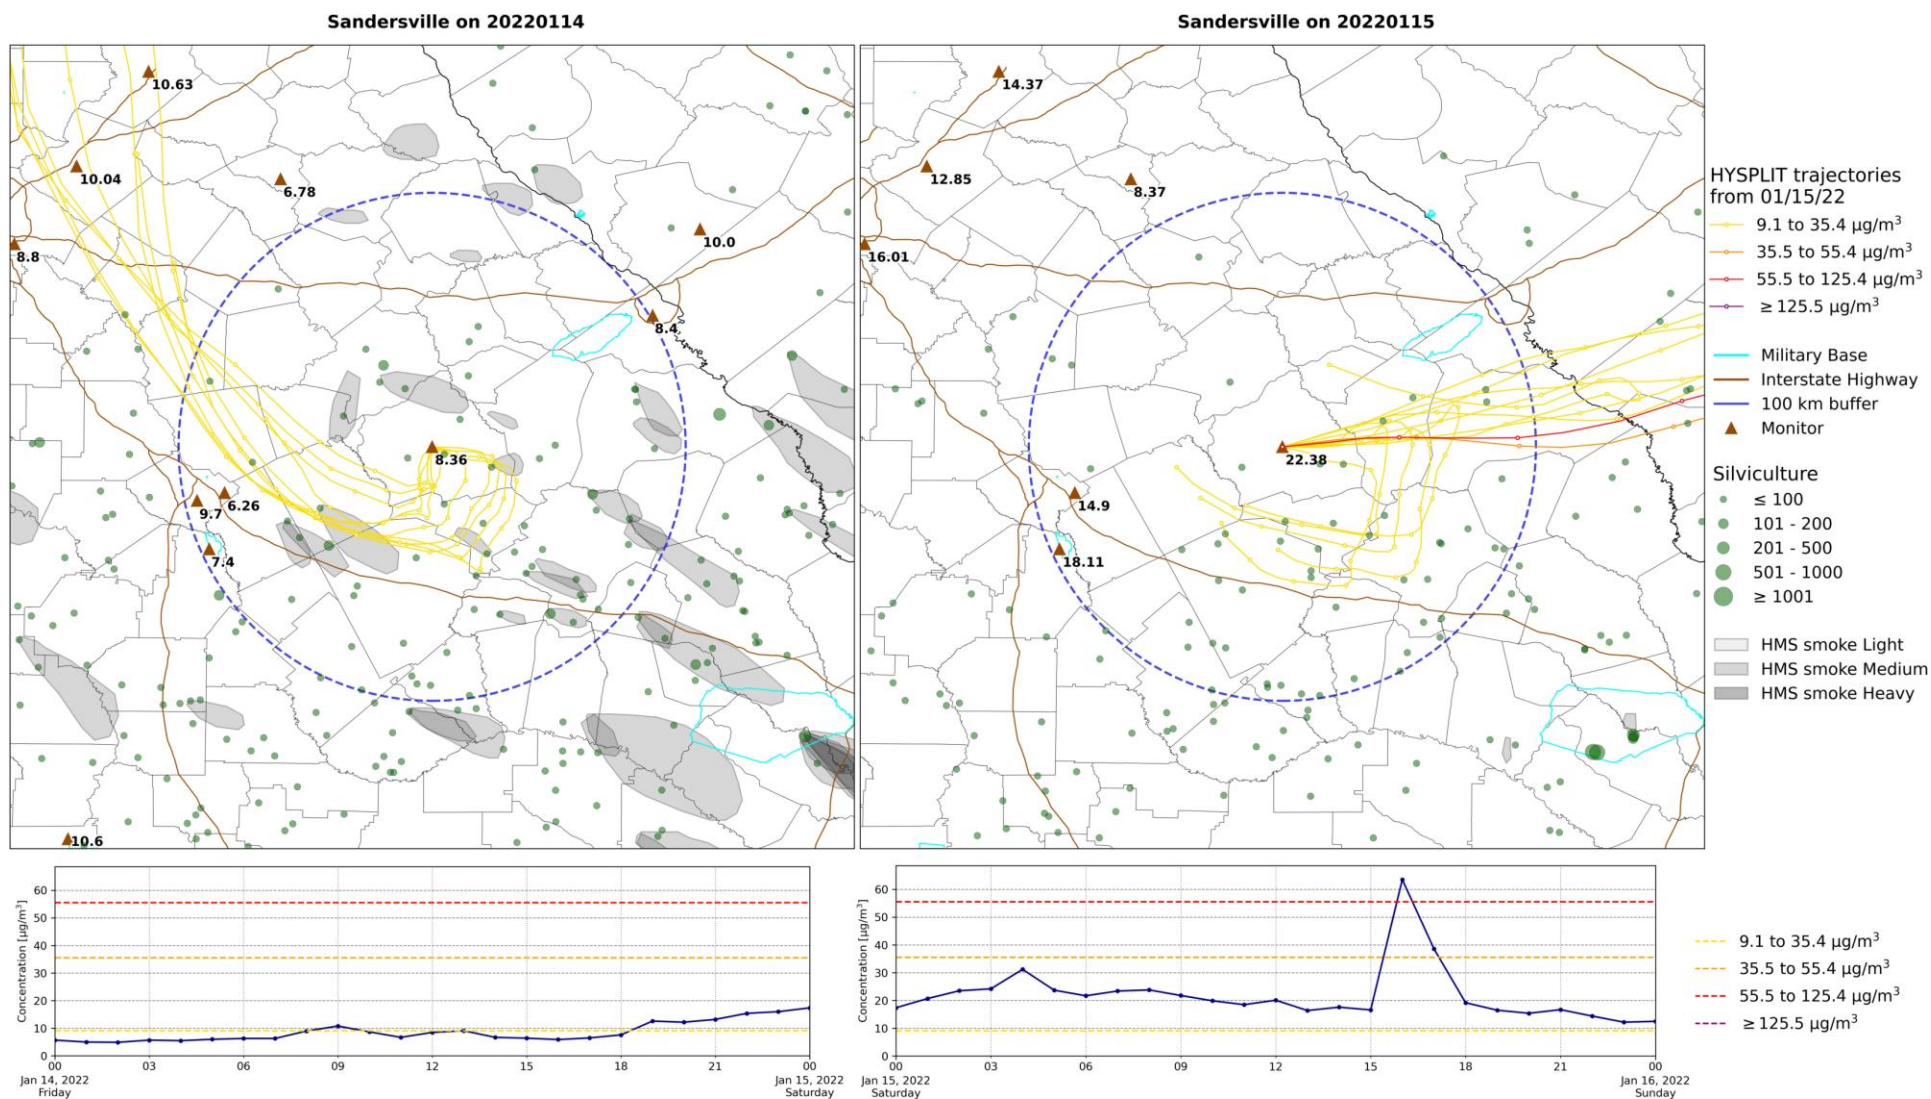 Sandersville on 20220114
10.63
10.04
6.78
8.8
10.0
8.4
8.36
6.26
9.7
7.4
10.6
Sandersville on 20220115
14.37
12.85
8.37
16.01
22.38
14.9
18.11
HYSPLIT trajectories
from 01/15/22
9.1 to 35.4 µg/m³
35.5 to 55.4 µg/m³
55.5 to 125.4 µg/m³
≥ 125.5 µg/m³
Military Base
Interstate Highway
100 km buffer
Monitor
Silviculture
≤ 100
101 - 200
201 - 500
501 - 1000
≥ 1001
HMS smoke Light
HMS smoke Medium
HMS smoke Heavy
Concentration [µg/m³]
60
50
40
30
20
10
0
00 03 06 09 12 15 18 21 00
Jan 14, 2022 Jan 15, 2022
Friday Saturday
Concentration [µg/m³]
60
50
40
30
20
10
0
00 03 06 09 12 15 18 21 00
Jan 15, 2022 Jan 16, 2022
Saturday Sunday
9.1 to 35.4 µg/m³
35.5 to 55.4 µg/m³
55.5 to 125.4 µg/m³
≥ 125.5 µg/m³